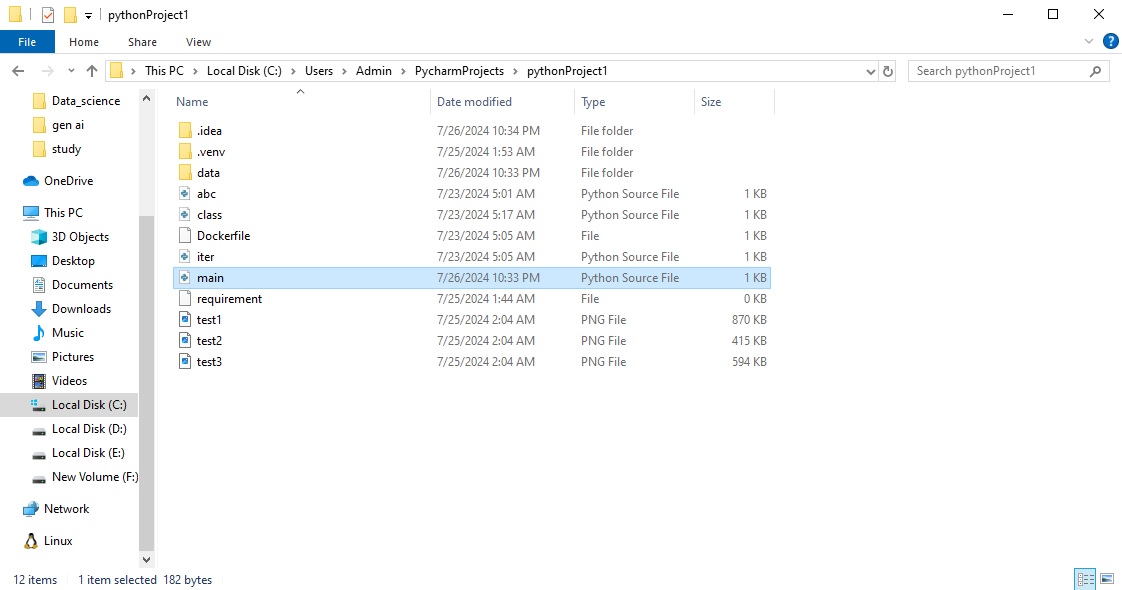 pythonProject1
File Home Share View
This PC Local Disk (C:) Users Admin PycharmProjects pythonProject1
Search pythonProject1
Data_science
gen ai
study
OneDrive
This PC
3D Objects
Desktop
Documents
Downloads
Music
Pictures
Videos
Local Disk (C:)
Local Disk (D:)
Local Disk (E:)
New Volume (F:)
Network
Linux
Name Date modified Type Size
.idea 7/26/2024 10:34 PM File folder
.venv 7/25/2024 1:53 AM File folder
data 7/26/2024 10:33 PM File folder
abc 7/23/2024 5:01 AM Python Source File 1 KB
class 7/23/2024 5:17 AM Python Source File 1 KB
Dockerfile 7/23/2024 5:05 AM File 1 KB
iter 7/23/2024 5:05 AM Python Source File 1 KB
main 7/26/2024 10:33 PM Python Source File 1 KB
requirement 7/25/2024 1:44 AM File 0 KB
test1 7/25/2024 2:04 AM PNG File 870 KB
test2 7/25/2024 2:04 AM PNG File 415 KB
test3 7/25/2024 2:04 AM PNG File 594 KB
12 items 1 item selected 182 bytes